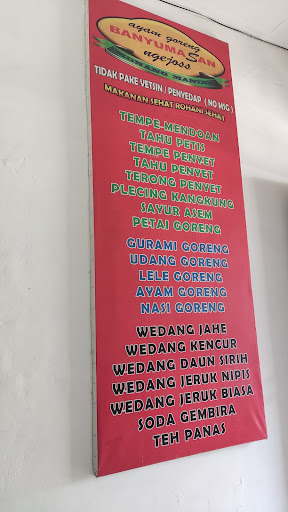 ayam goreng
BANYUMASAN
ngejoss
TIDAK PAKE VETSIN / PENYEDAP ( NO MSG )
MAKANAN SEHAT ROHANI SEHAT
TEMPE-MENDOAN
TAHU PETIS
TEMPE PENYET
TAHU PENYET
TERONG PENYET
PLECING KANGKUNG
SAYUR ASEM
PETAI GORENG
GURAMI GORENG
UDANG GORENG
LELE GORENG
AYAM GORENG
NASI GORENG
WEDANG JAHE
WEDANG KENCUR
WEDANG DAUN SIRIH
WEDANG JERUK NIPIS
WEDANG JERUK BIASA
SODA GEMBIRA
TEH PANAS